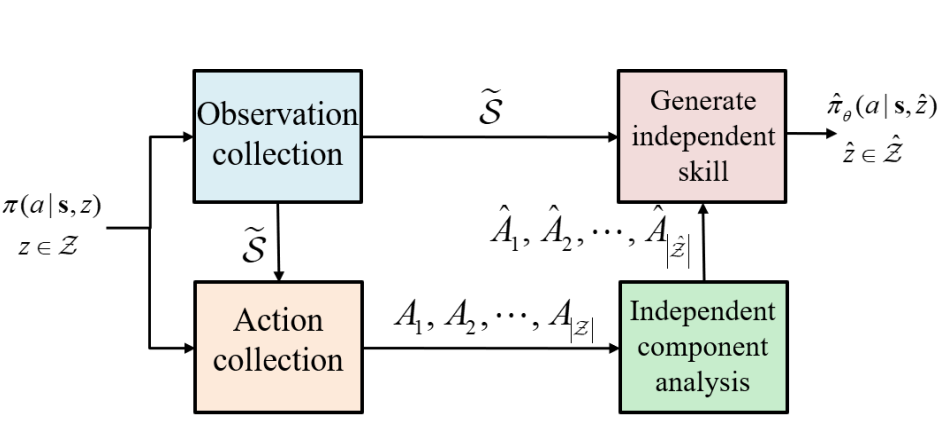 Observation
collection
$\widetilde{\mathcal{S}}$
Generate
independent
skill
$\hat{\pi}_{\theta}(a \mid \mathbf{s}, \hat{z})$
$\hat{z} \in \hat{\mathcal{Z}}$
$\pi(a \mid \mathbf{s}, z)$
$z \in \mathcal{Z}$
$\widetilde{\mathcal{S}}$
$\hat{A}_1, \hat{A}_2, \cdots, \hat{A}_{|\hat{\mathcal{Z}}|}$
Action
collection
$A_1, A_2, \cdots, A_{|\mathcal{Z}|}$
Independent
component
analysis